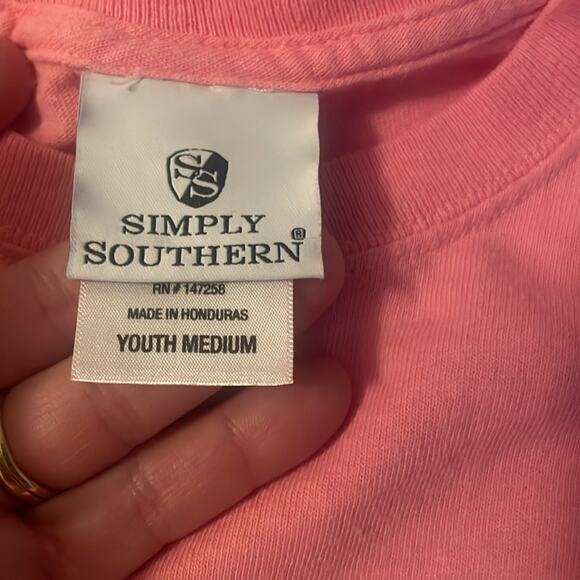 SS
SIMPLY
SOUTHERN®
RN # 147258
MADE IN HONDURAS
YOUTH MEDIUM